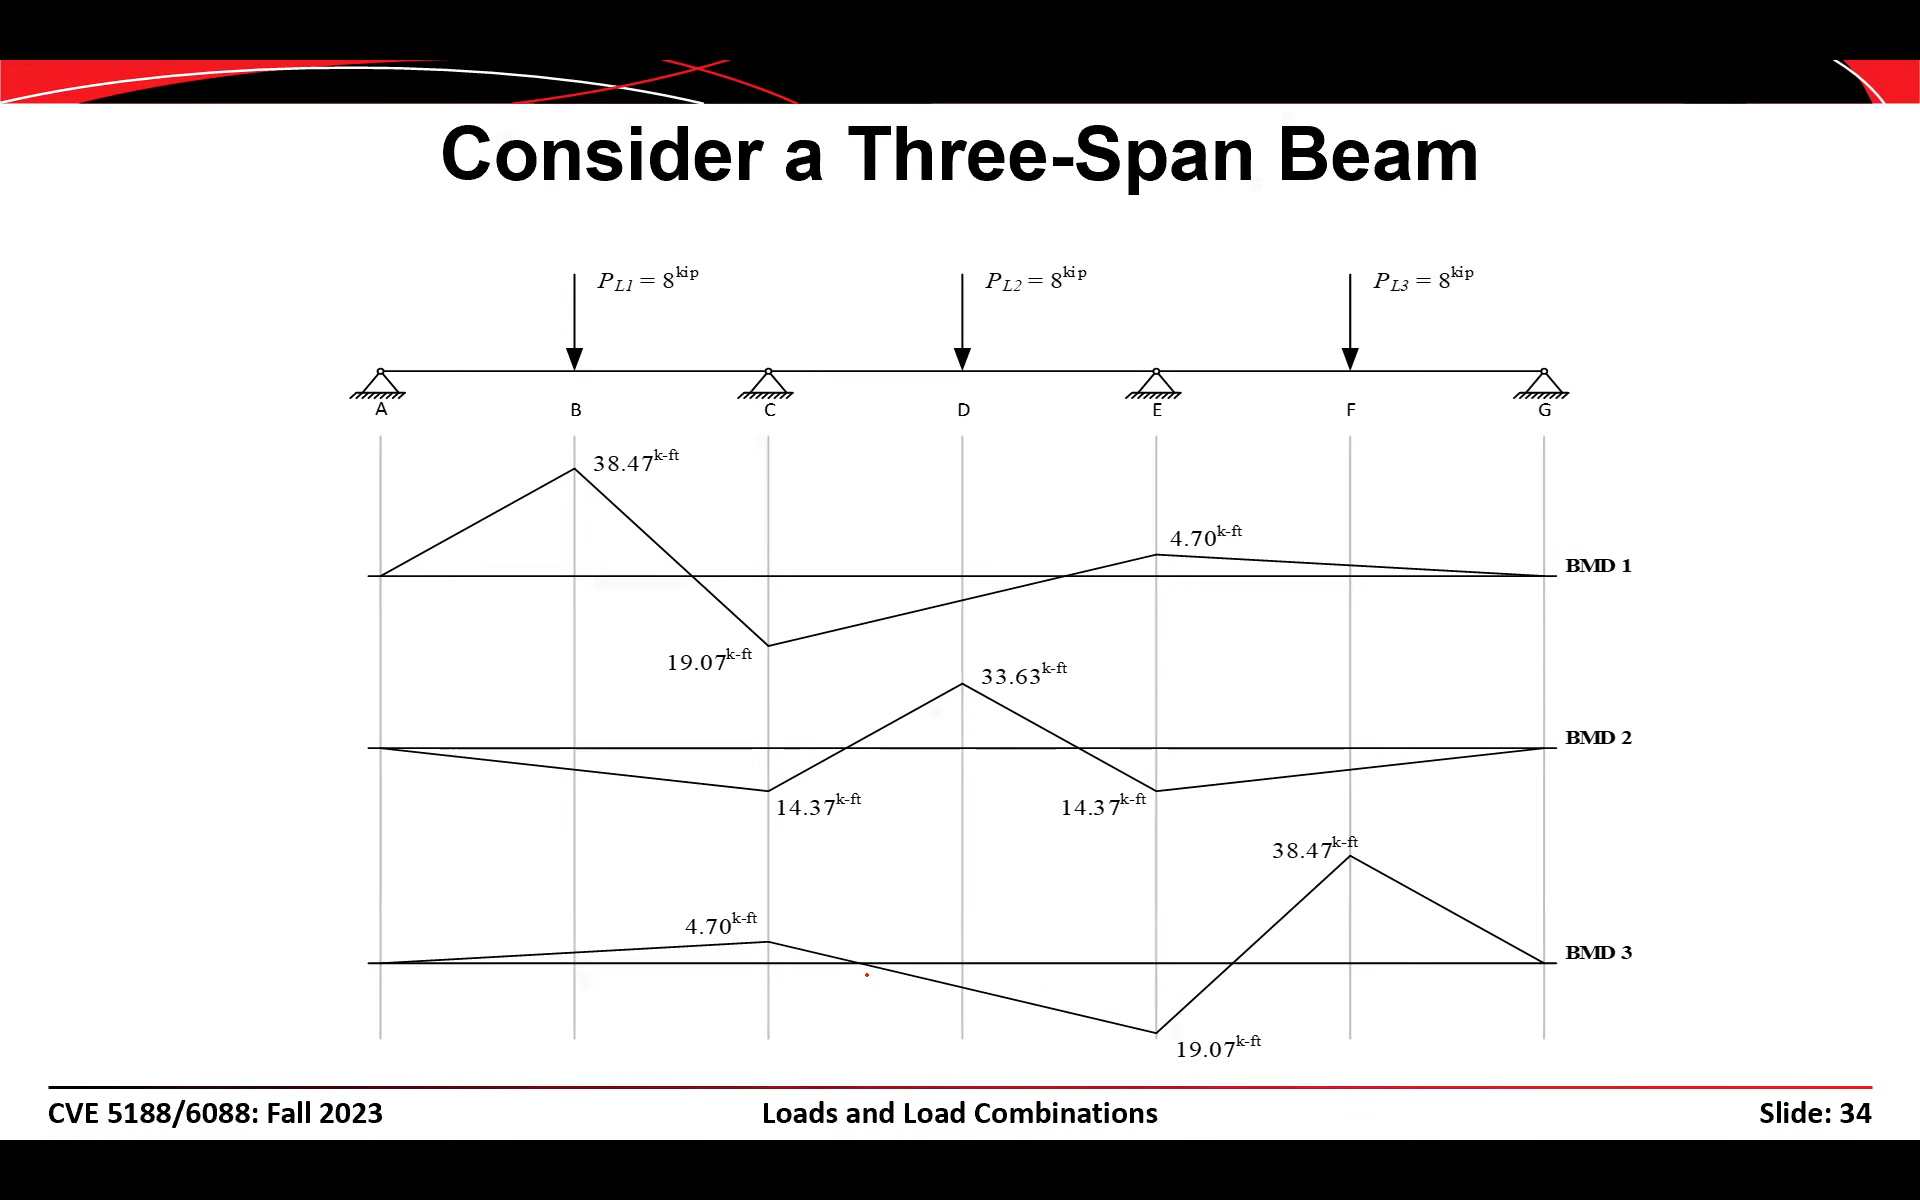 Consider a Three-Span Beam
P_L1 = 8^kip P_L2 = 8^kip P_L3 = 8^kip
A B C D E F G
38.47^k-ft
4.70^k-ft
BMD 1
19.07^k-ft
33.63^k-ft
BMD 2
14.37^k-ft 14.37^k-ft
38.47^k-ft
4.70^k-ft
BMD 3
19.07^k-ft
CVE 5188/6088: Fall 2023 Loads and Load Combinations Slide: 34